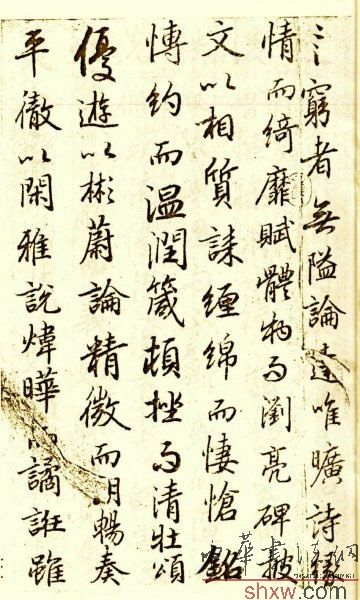 窮者無隘論達唯曠詩緣
情而綺靡賦體物而瀏亮碑披
文以相質誄纏綿而悽愴銘
博約而温潤箴頓挫而清壯頌
優遊以彬蔚論精微而朗暢奏
平徹以閑雅說煒曄而譎誑雖
中華書法網
shxw.com